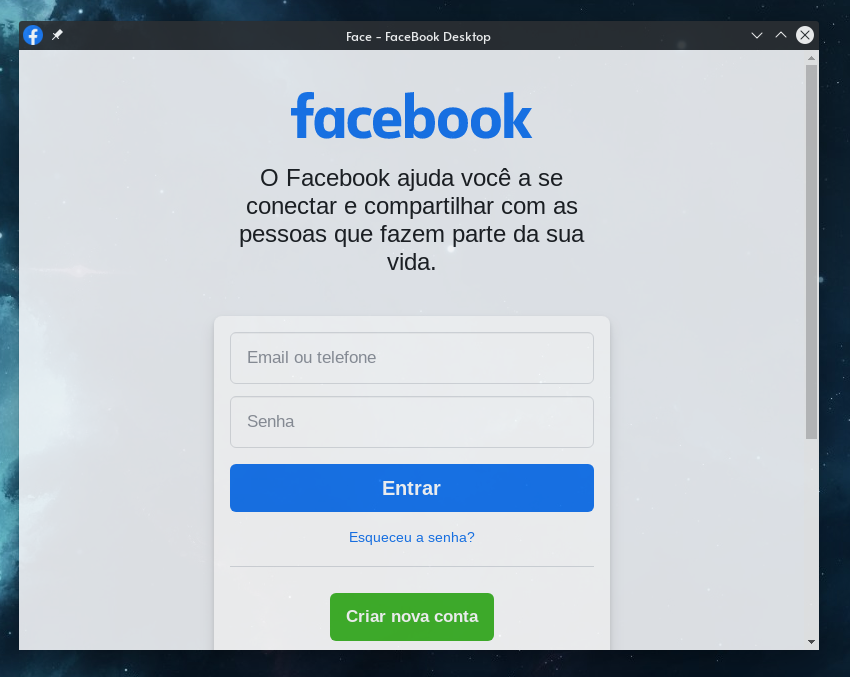 Face - FaceBook Desktop
facebook
O Facebook ajuda você a se
conectar e compartilhar com as
pessoas que fazem parte da sua
vida.
Email ou telefone
Senha
Entrar
Esqueceu a senha?
Criar nova conta